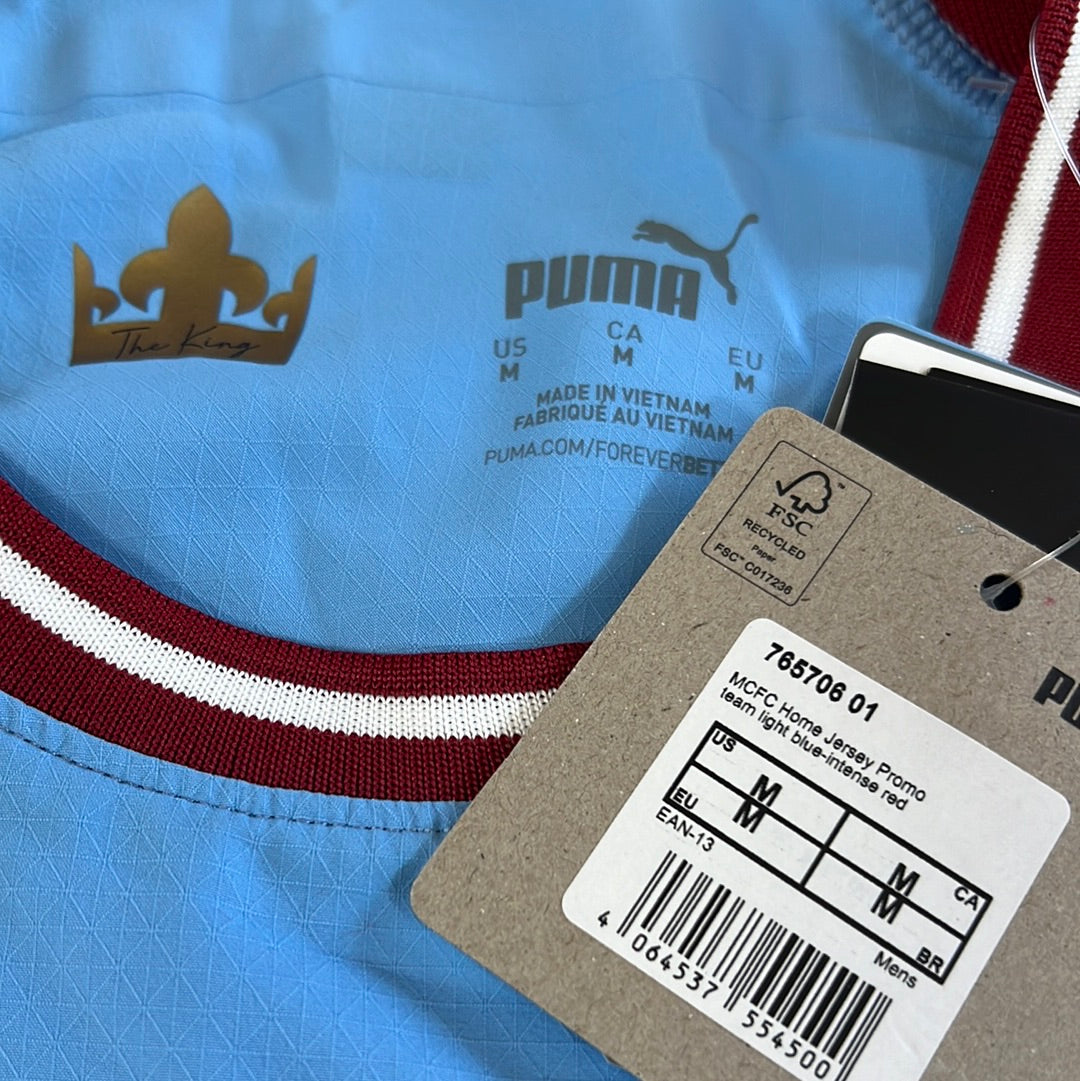 The King
PUMA
US CA EU
M M M
MADE IN VIETNAM
FABRIQUÉ AU VIETNAM
PUMA.COM/FOREVERBET
FSC™
RECYCLED
Paper
FSC™ C017236
765706 01
MCFC Home Jersey Promo
team light blue-intense red
US M M CA
EU M M BR
EAN-13
Mens
4 064537 554500
PU